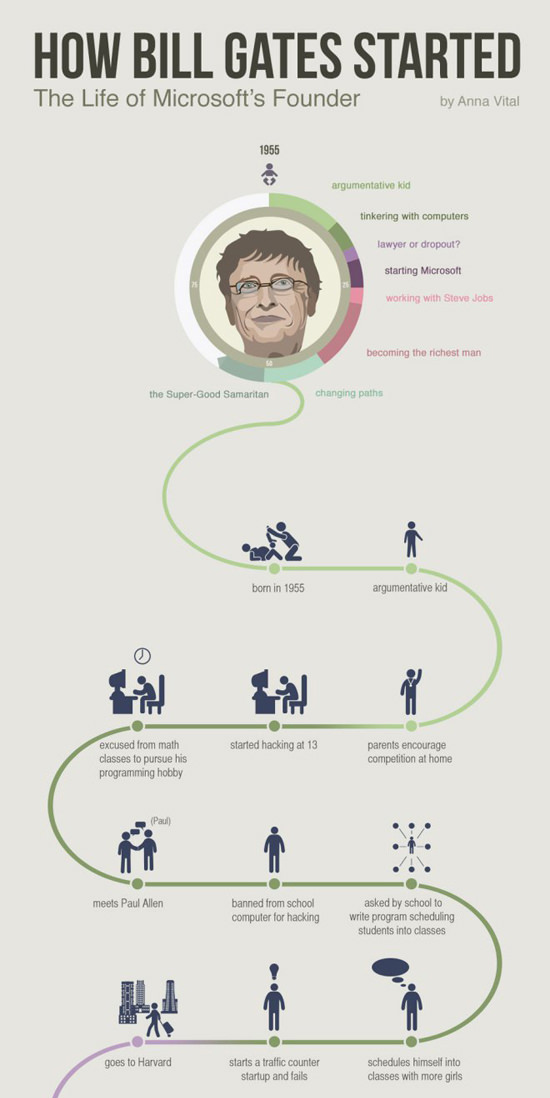 HOW BILL GATES STARTED
The Life of Microsoft's Founder
by Anna Vital
1955
argumentative kid
tinkering with computers
lawyer or dropout?
starting Microsoft
75
25
working with Steve Jobs
becoming the richest man
50
the Super-Good Samaritan
changing paths
born in 1955
argumentative kid
excused from math
classes to pursue his
programming hobby
started hacking at 13
parents encourage
competition at home
(Paul)
meets Paul Allen
banned from school
computer for hacking
asked by school to
write program scheduling
students into classes
goes to Harvard
starts a traffic counter
startup and fails
schedules himself into
classes with more girls